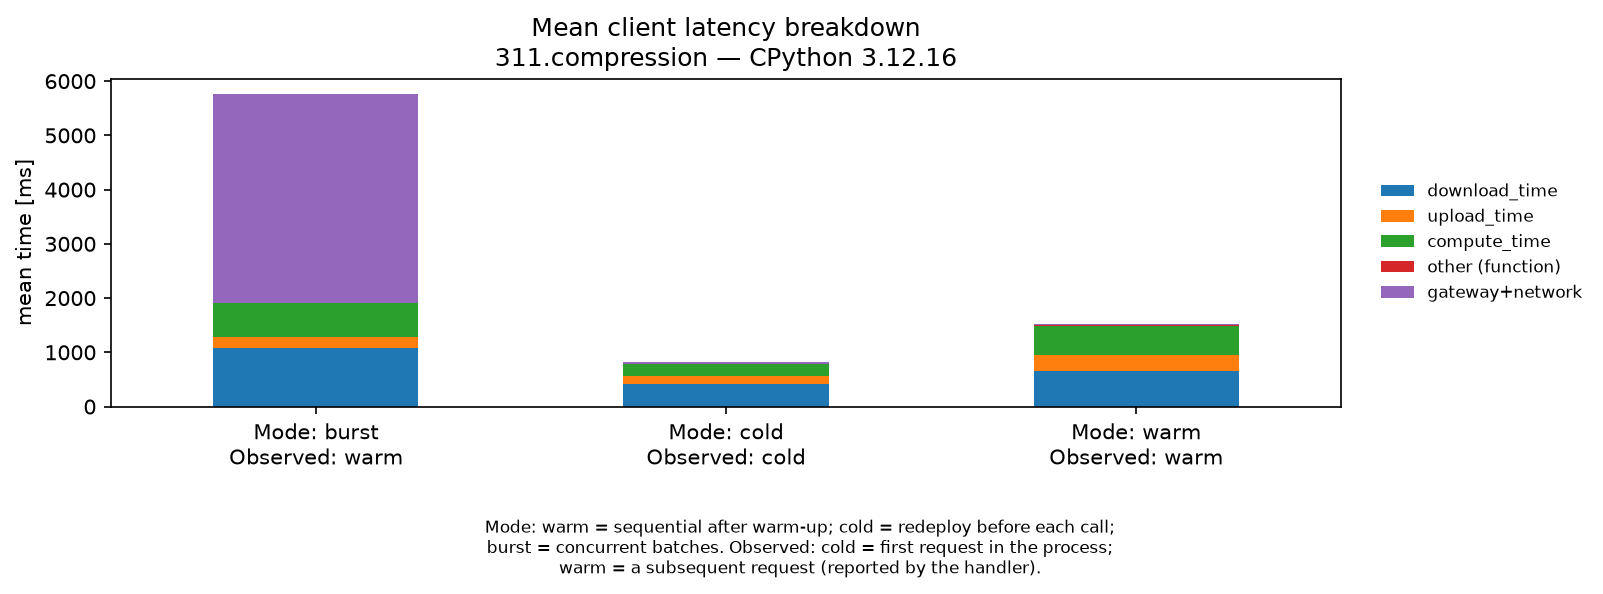 Mean client latency breakdown
311.compression — CPython 3.12.16
mean time [ms]
6000
5000
4000
3000
2000
1000
0
Mode: burst
Observed: warm
Mode: cold
Observed: cold
Mode: warm
Observed: warm
download_time
upload_time
compute_time
other (function)
gateway+network
Mode: warm = sequential after warm-up; cold = redeploy before each call;
burst = concurrent batches. Observed: cold = first request in the process;
warm = a subsequent request (reported by the handler).